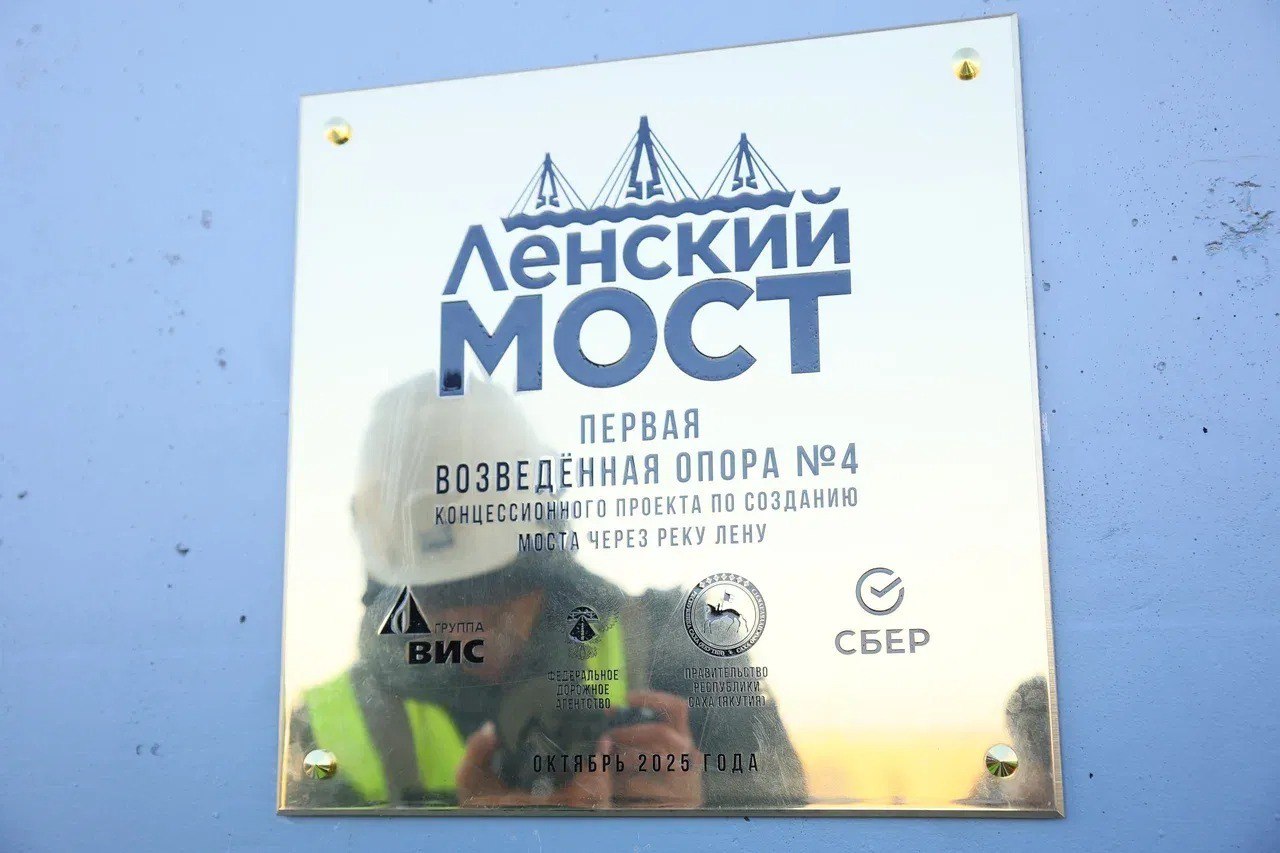 Ленский
МОСТ
ПЕРВАЯ
ВОЗВЕДЁННАЯ ОПОРА №4
КОНЦЕССИОННОГО ПРОЕКТА ПО СОЗДАНИЮ
МОСТА ЧЕРЕЗ РЕКУ ЛЕНУ
ГРУППА
ВИС
ФЕДЕРАЛЬНОЕ
ДОРОЖНОЕ
АГЕНТСТВО
ПРАВИТЕЛЬСТВО
РЕСПУБЛИКИ
САХА (ЯКУТИЯ)
СБЕР
ОКТЯБРЬ 2025 ГОДА